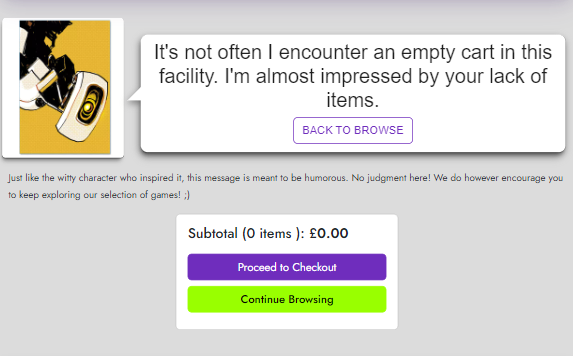 It's not often I encounter an empty cart in this
facility. I'm almost impressed by your lack of
items.
BACK TO BROWSE
Just like the witty character who inspired it, this message is meant to be humorous. No judgment here! We do however encourage you
to keep exploring our selection of games! ;)
Subtotal (0 items ): £0.00
Proceed to Checkout
Continue Browsing